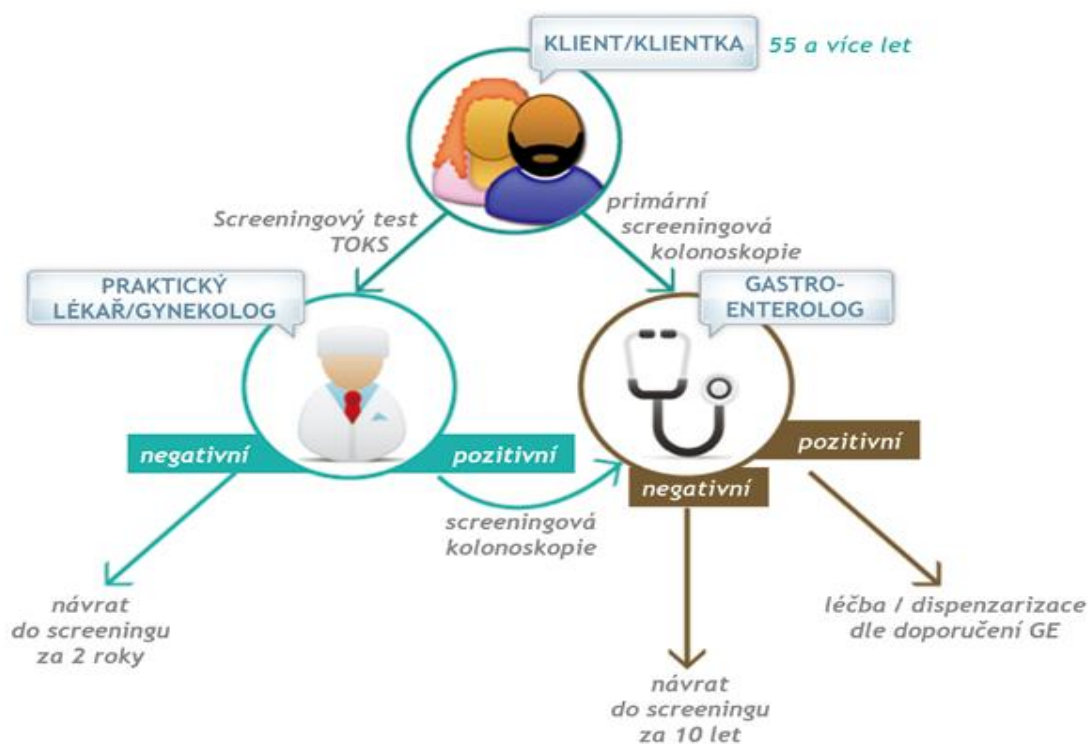 KLIENT/KLIENTKA
55 a více let
Screeningový test
TOKS
primární
screeningová
kolonoskopie
PRAKTICKÝ
LÉKAŘ/GYNEKOLOG
GASTRO-
ENTEROLOG
negativní
pozitivní
screeningová
kolonoskopie
negativní
pozitivní
návrat
do screeningu
za 2 roky
návrat
do screeningu
za 10 let
léčba / dispenzarizace
dle doporučení GE